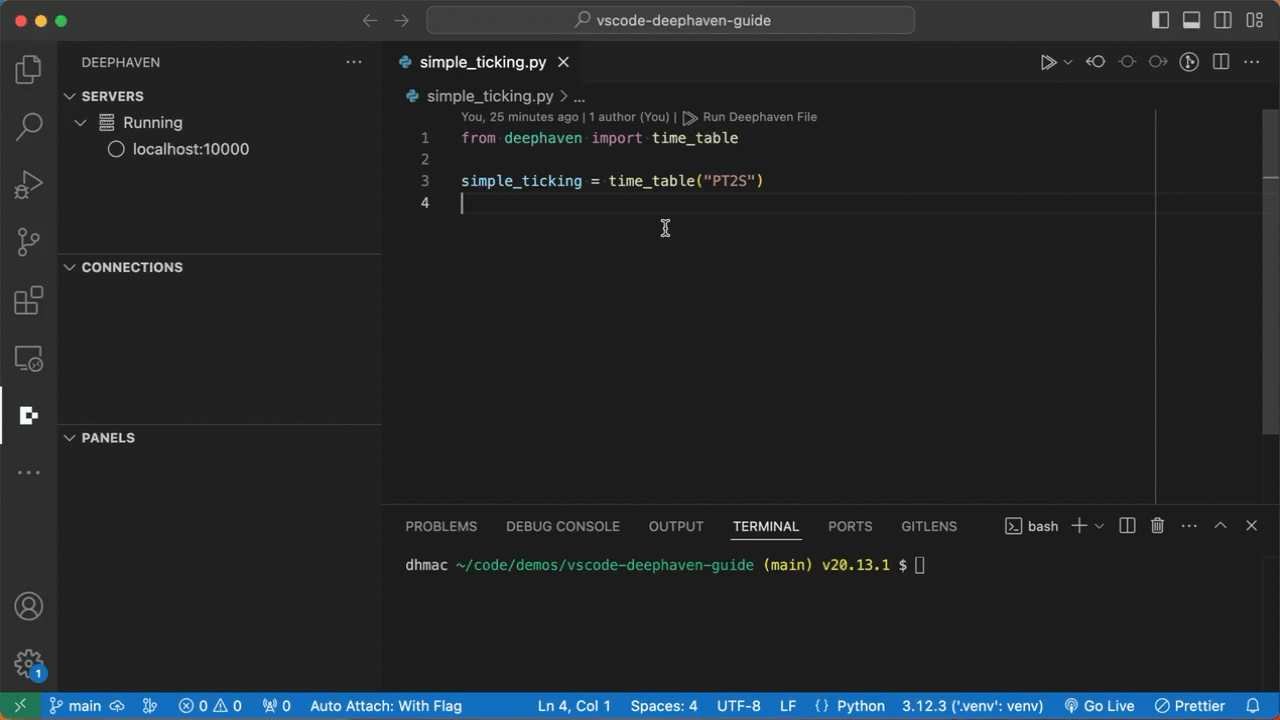 vscode-deephaven-guide
DEEPHAVEN
SERVERS
Running
localhost:10000
CONNECTIONS
PANELS
1
simple_ticking.py
simple_ticking.py > ...
You, 25 minutes ago | 1 author (You) | Run Deephaven File
1 from deephaven import time_table
2
3 simple_ticking = time_table("PT2S")
4
PROBLEMS DEBUG CONSOLE OUTPUT TERMINAL PORTS GITLENS bash
dhmac ~/code/demos/vscode-deephaven-guide (main) v20.13.1 $
main 0 0 0 Auto Attach: With Flag Ln 4, Col 1 Spaces: 4 UTF-8 LF {} Python 3.12.3 ('.venv': venv) Go Live Prettier